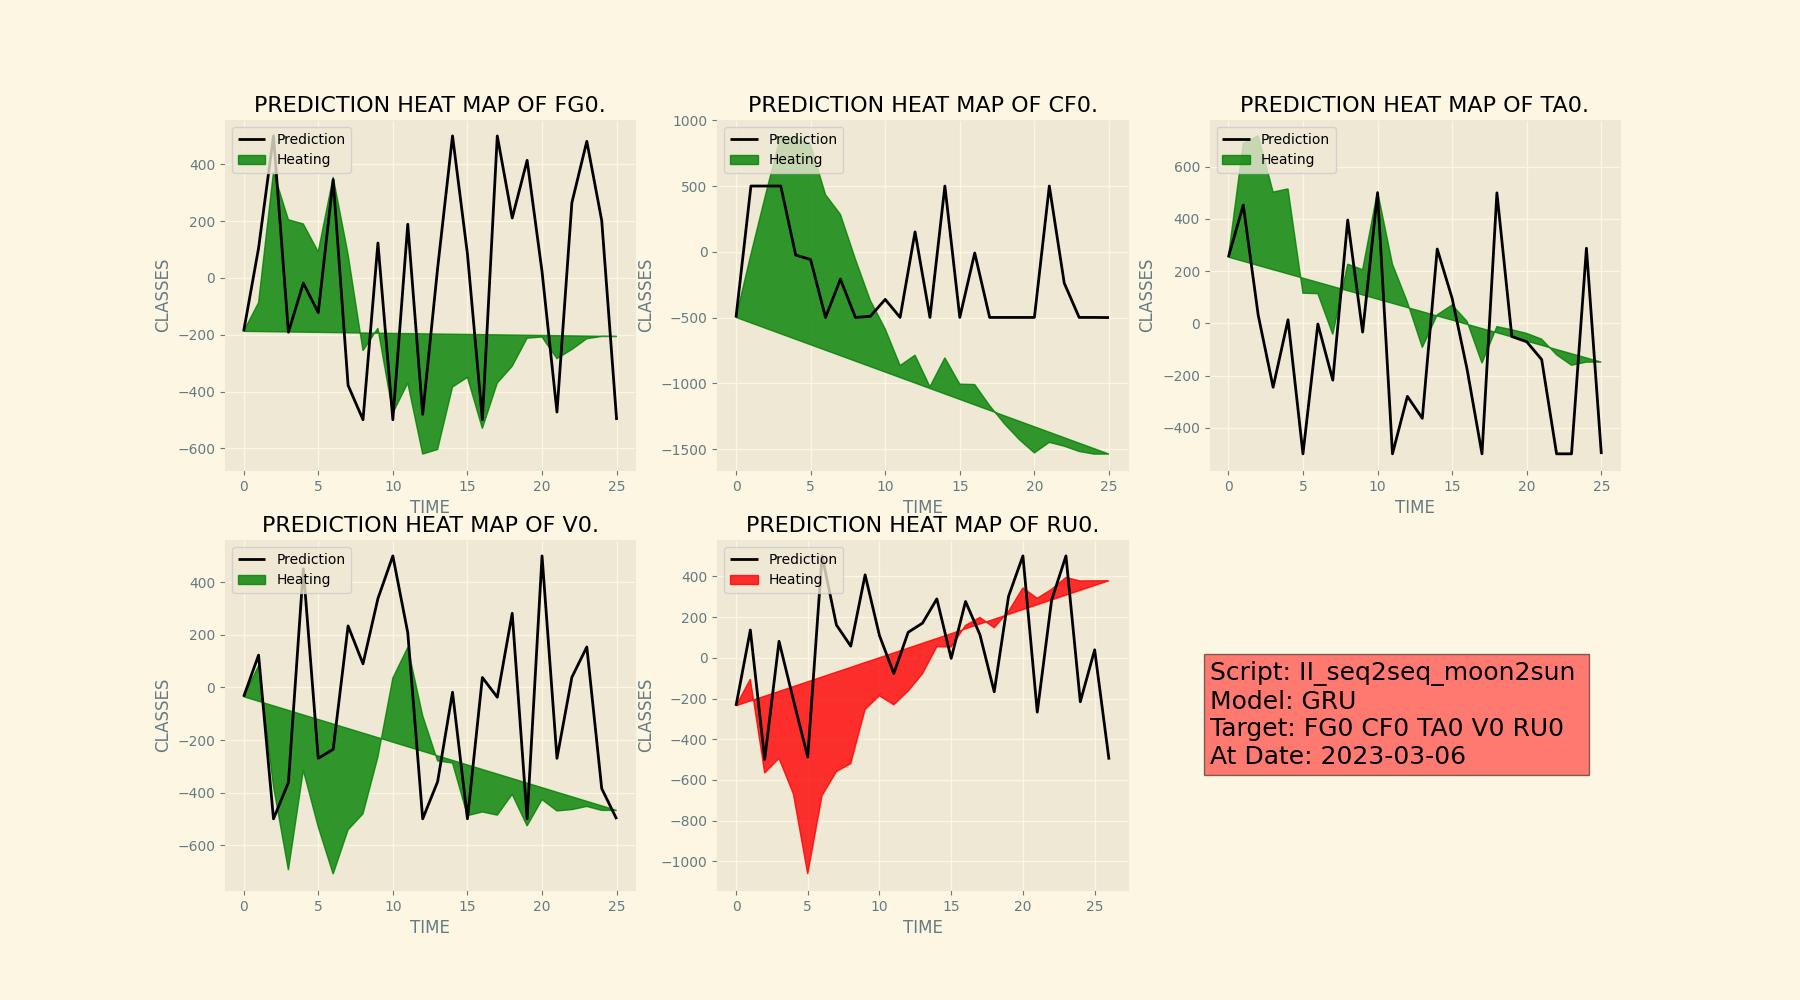 PREDICTION HEAT MAP OF FG0.
Prediction
Heating
CLASSES
400
200
0
−200
−400
−600
0 5 10 15 20 25
TIME
PREDICTION HEAT MAP OF CF0.
Prediction
Heating
CLASSES
1000
500
0
−500
−1000
−1500
0 5 10 15 20 25
TIME
PREDICTION HEAT MAP OF TA0.
Prediction
Heating
CLASSES
600
400
200
0
−200
−400
0 5 10 15 20 25
TIME
PREDICTION HEAT MAP OF V0.
Prediction
Heating
CLASSES
400
200
0
−200
−400
−600
0 5 10 15 20 25
TIME
PREDICTION HEAT MAP OF RU0.
Prediction
Heating
CLASSES
400
200
0
−200
−400
−600
−800
−1000
0 5 10 15 20 25
TIME
Script: II_seq2seq_moon2sun
Model: GRU
Target: FG0 CF0 TA0 V0 RU0
At Date: 2023-03-06